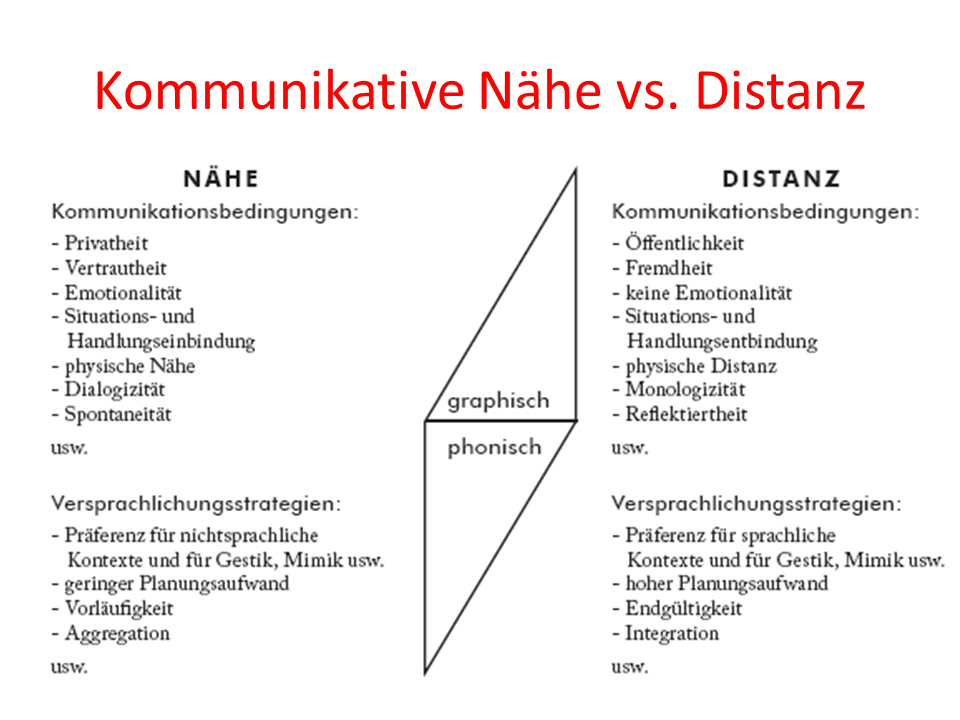 Kommunikative Nähe vs. Distanz
NÄHE
Kommunikationsbedingungen:
- Privatheit
- Vertrautheit
- Emotionalität
- Situations- und
Handlungseinbindung
- physische Nähe
- Dialogizität
- Spontaneität
usw.
Versprachlichungsstrategien:
- Präferenz für nichtsprachliche
Kontexte und für Gestik, Mimik usw.
- geringer Planungsaufwand
- Vorläufigkeit
- Aggregation
usw.
graphisch
phonisch
DISTANZ
Kommunikationsbedingungen:
- Öffentlichkeit
- Fremdheit
- keine Emotionalität
- Situations- und
Handlungsentbindung
- physische Distanz
- Monologizität
- Reflektiertheit
usw.
Versprachlichungsstrategien:
- Präferenz für sprachliche
Kontexte und für Gestik, Mimik usw.
- hoher Planungsaufwand
- Endgültigkeit
- Integration
usw.